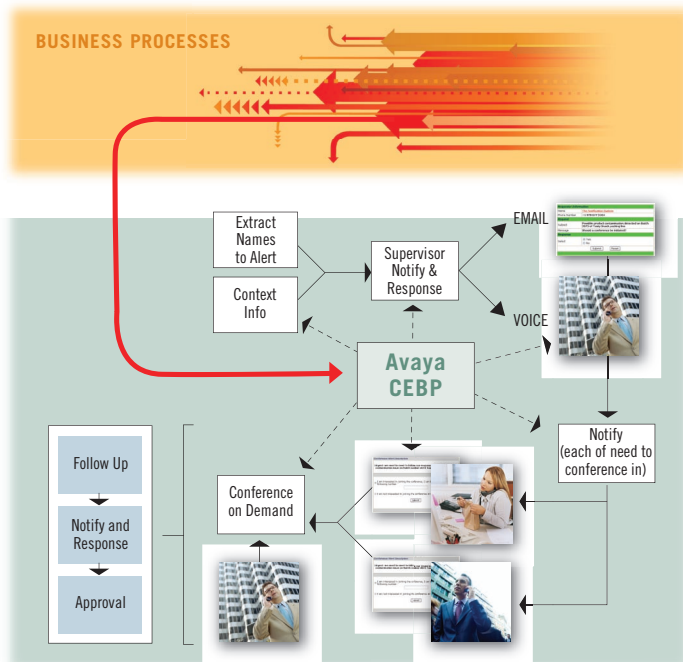 BUSINESS PROCESSES
Extract
Names
to Alert
Context
Info
Supervisor
Notify &
Response
EMAIL
VOICE
Avaya
CEBP
Notify
(each of need to
conference in)
Follow Up
Notify and
Response
Approval
Conference
on Demand